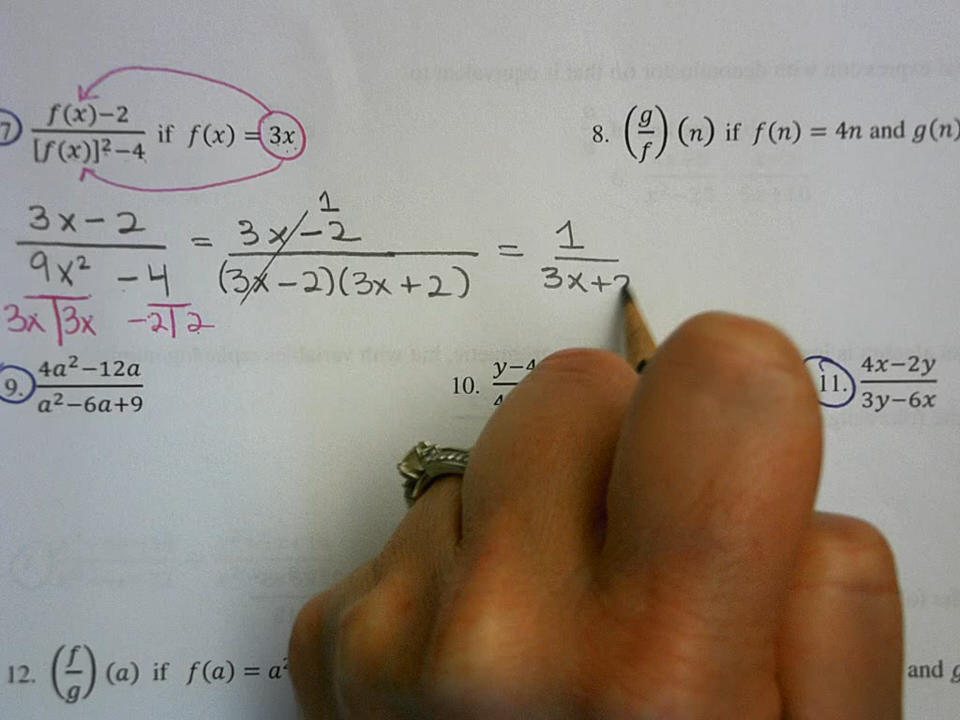 7 f(x)−2 / [f(x)]²−4 if f(x) = 3x
8. (g/f) (n) if f(n) = 4n and g(n)
3x − 2 / 9x² − 4 = 3x − 2 / (3x − 2)(3x + 2) = 1 / 3x + 2
1
3x 3x −2 2
9. 4a²−12a / a²−6a+9
10. y−4
11. 4x−2y / 3y−6x
12. (f/g) (a) if f(a) = a²
and g